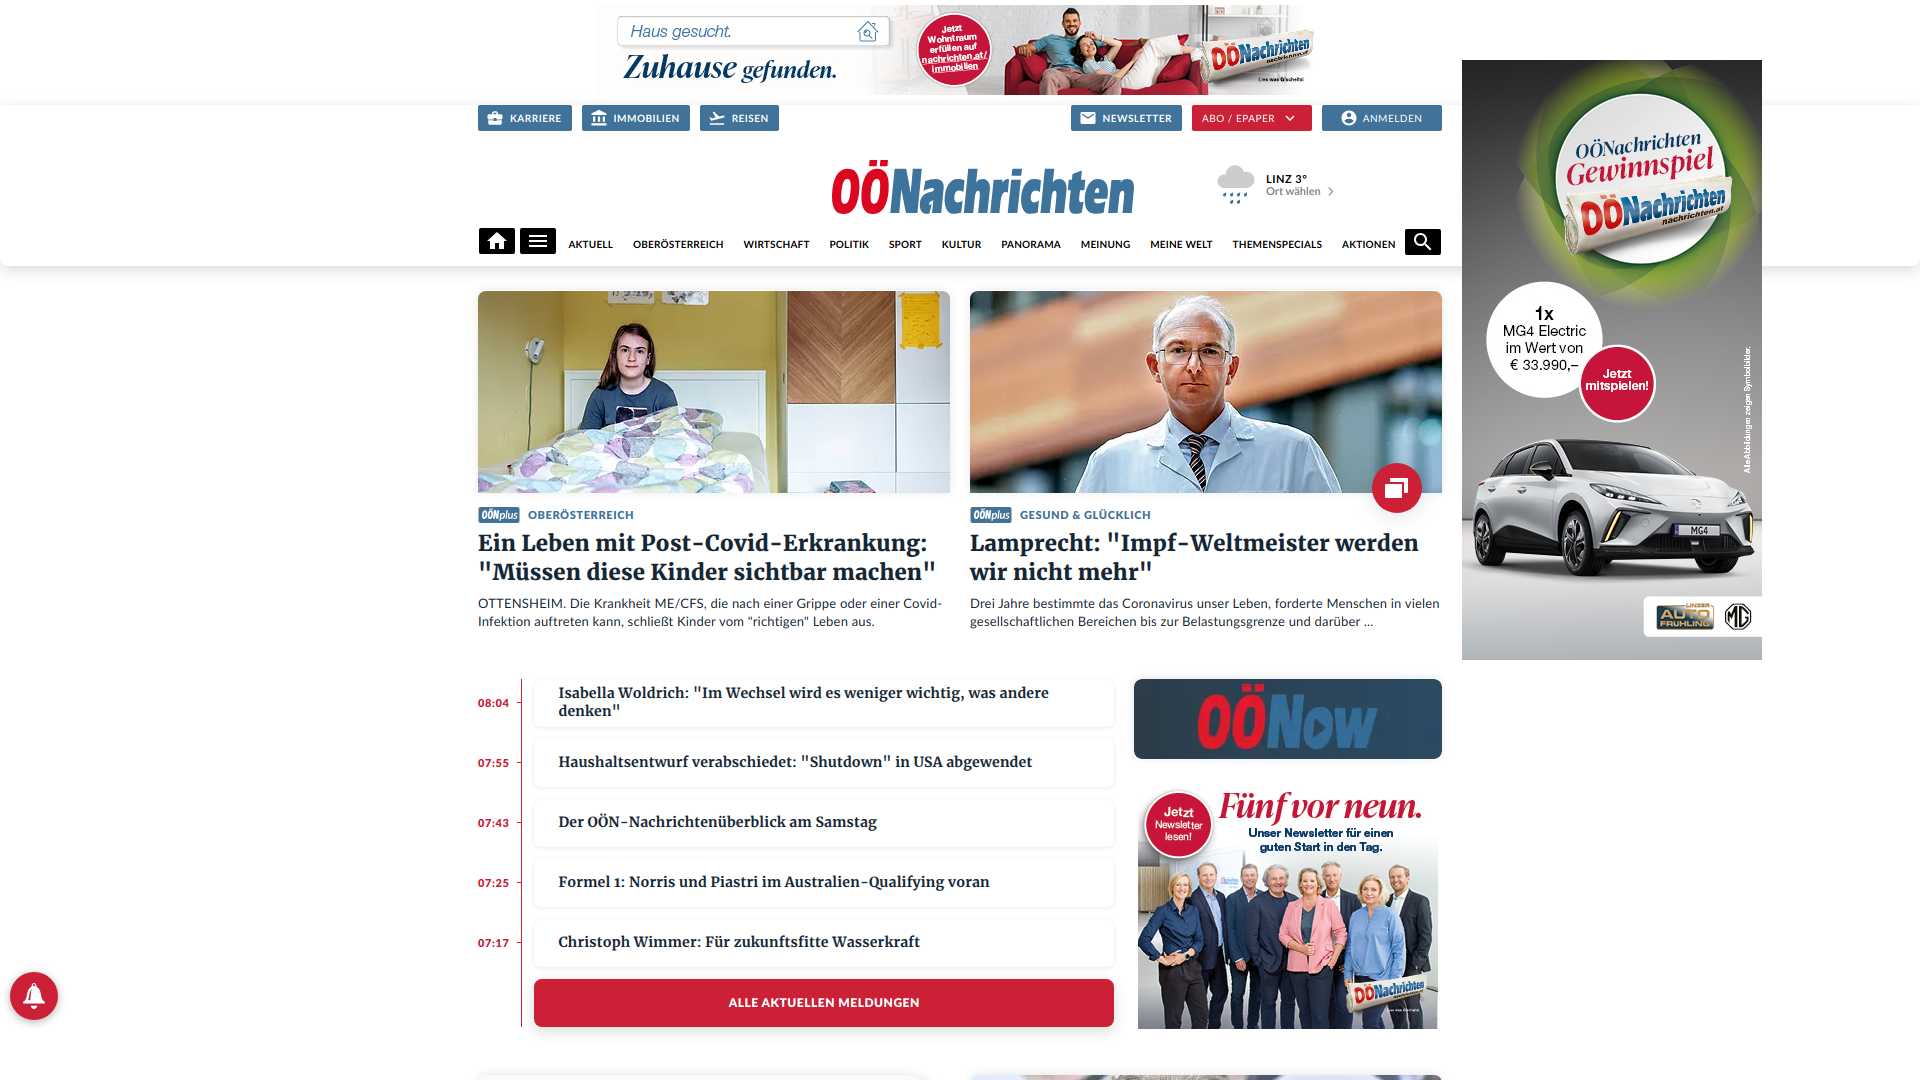 Haus gesucht.
Zuhause gefunden.
Jetzt
Wohntraum
erfüllen auf
nachrichten.at/
immobilien
OÖNachrichten
nachrichten.at
KARRIERE
IMMOBILIEN
REISEN
NEWSLETTER
ABO / EPAPER
ANMELDEN
OÖNachrichten
LINZ 3°
Ort wählen
AKTUELL
OBERÖSTERREICH
WIRTSCHAFT
POLITIK
SPORT
KULTUR
PANORAMA
MEINUNG
MEINE WELT
THEMENSPECIALS
AKTIONEN
OÖNachrichten
Gewinnspiel
OÖNachrichten
nachrichten.at
1x
MG4 Electric
im Wert von
€ 33.990,–
Jetzt
mitspielen!
Alle Abbildungen zeigen Symbolbilder.
MG4
LINZER
AUTO
FRÜHLING
MG
OÖNplus OBERÖSTERREICH
Ein Leben mit Post-Covid-Erkrankung:
"Müssen diese Kinder sichtbar machen"
OTTENSHEIM. Die Krankheit ME/CFS, die nach einer Grippe oder einer Covid-
Infektion auftreten kann, schließt Kinder vom "richtigen" Leben aus.
OÖNplus GESUND & GLÜCKLICH
Lamprecht: "Impf-Weltmeister werden
wir nicht mehr"
Drei Jahre bestimmte das Coronavirus unser Leben, forderte Menschen in vielen
gesellschaftlichen Bereichen bis zur Belastungsgrenze und darüber ...
08:04
Isabella Woldrich: "Im Wechsel wird es weniger wichtig, was andere
denken"
07:55
Haushaltsentwurf verabschiedet: "Shutdown" in USA abgewendet
07:43
Der OÖN-Nachrichtenüberblick am Samstag
07:25
Formel 1: Norris und Piastri im Australien-Qualifying voran
07:17
Christoph Wimmer: Für zukunftsfitte Wasserkraft
ALLE AKTUELLEN MELDUNGEN
OÖNow
Jetzt
Newsletter
lesen!
Fünf vor neun.
Unser Newsletter für einen
guten Start in den Tag.
OÖNachrichten